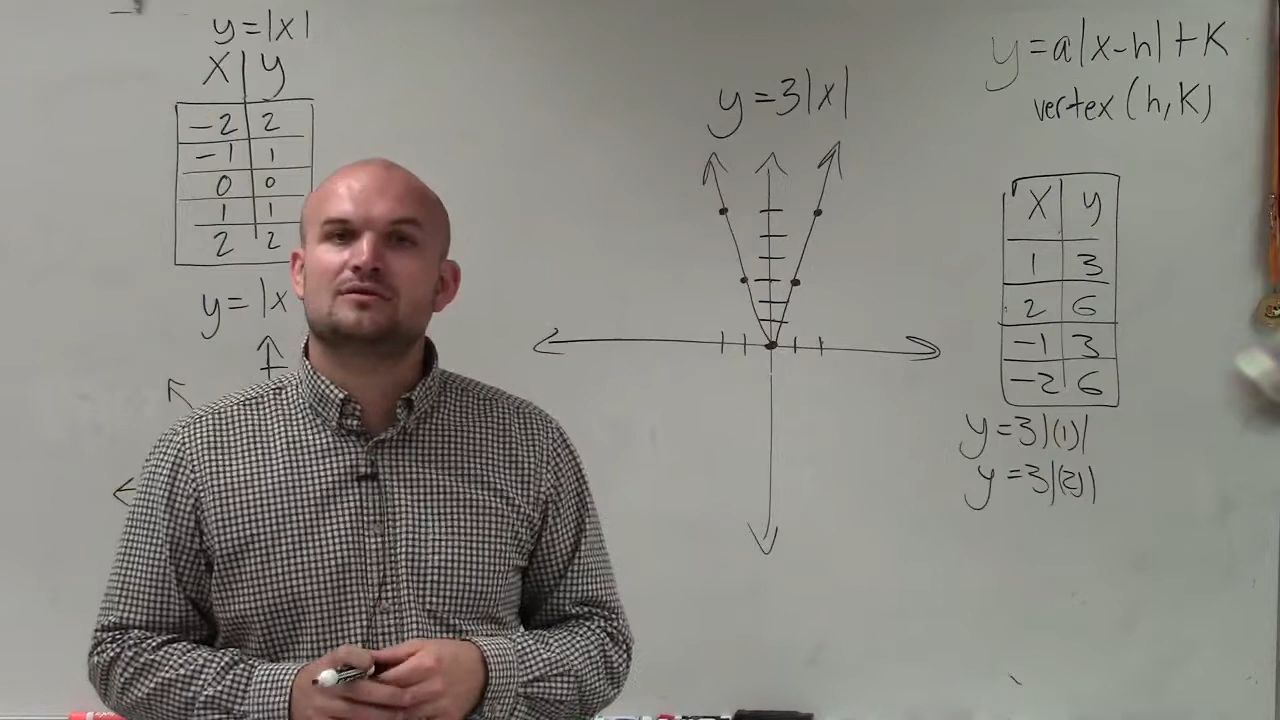 y=|x|
x y
-2 2
-1 1
0 0
1 1
2 2
y=|x
y=3|x|
y=a|x-h|+K
vertex (h,K)
x y
1 3
2 6
-1 3
-2 6
y=3|(1)|
y=3|(2)|